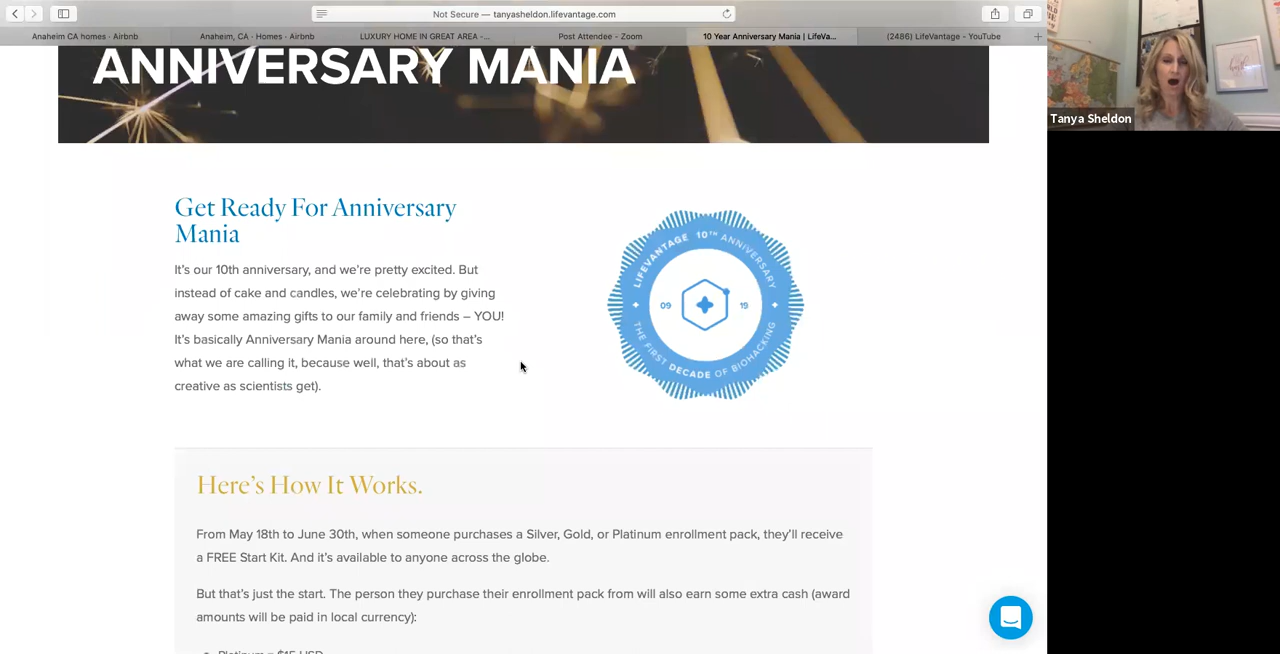 Not Secure — tanyasheldon.lifevantage.com
Anaheim CA homes · Airbnb
Anaheim, CA · Homes · Airbnb
LUXURY HOME IN GREAT AREA -...
Post Attendee - Zoom
10 Year Anniversary Mania | LifeVa...
(2486) LifeVantage - YouTube
ANNIVERSARY MANIA
Tanya Sheldon
Get Ready For Anniversary
Mania
It's our 10th anniversary, and we're pretty excited. But
instead of cake and candles, we're celebrating by giving
away some amazing gifts to our family and friends – YOU!
It's basically Anniversary Mania around here, (so that's
what we are calling it, because well, that's about as
creative as scientists get).
LIFEVANTAGE 10TH ANNIVERSARY
09 19
THE FIRST DECADE OF BIOHACKING
Here's How It Works.
From May 18th to June 30th, when someone purchases a Silver, Gold, or Platinum enrollment pack, they'll receive
a FREE Start Kit. And it's available to anyone across the globe.
But that's just the start. The person they purchase their enrollment pack from will also earn some extra cash (award
amounts will be paid in local currency):
Platinum = $15 USD